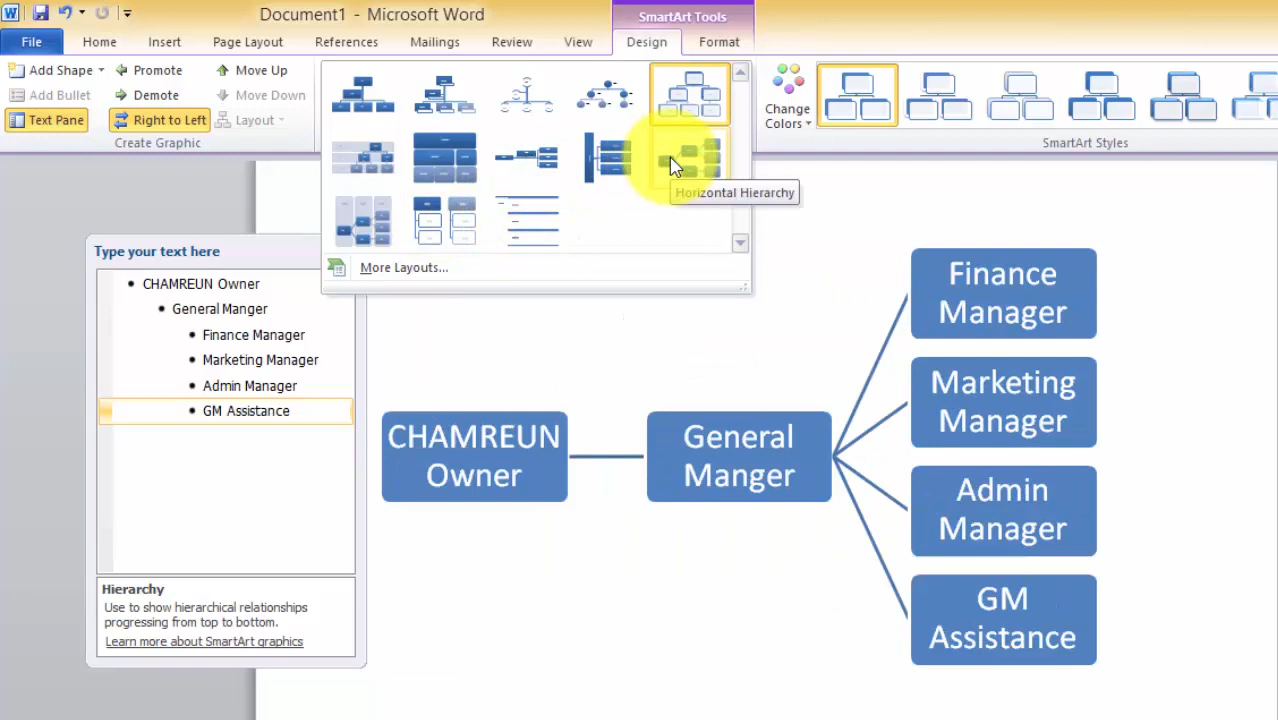 Document1 - Microsoft Word
SmartArt Tools
File
Home
Insert
Page Layout
References
Mailings
Review
View
Design
Format
Add Shape
Promote
Move Up
Add Bullet
Demote
Move Down
Text Pane
Right to Left
Layout
Create Graphic
Change
Colors
SmartArt Styles
Horizontal Hierarchy
More Layouts...
Type your text here
CHAMREUN Owner
General Manger
Finance Manager
Marketing Manager
Admin Manager
GM Assistance
Hierarchy
Use to show hierarchical relationships
progressing from top to bottom.
Learn more about SmartArt graphics
CHAMREUN
Owner
General
Manger
Finance
Manager
Marketing
Manager
Admin
Manager
GM
Assistance